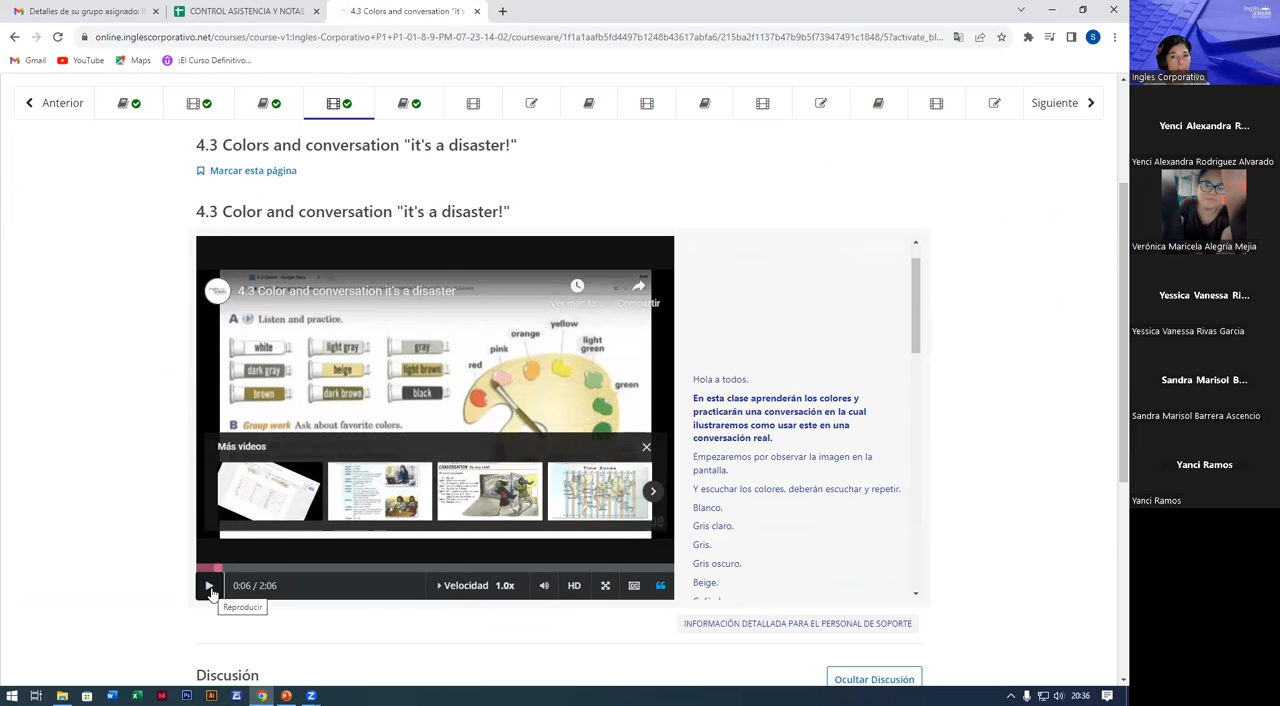 Detalles de su grupo asignado: I
CONTROL ASISTENCIA Y NOTAS
4.3 Colors and conversation "it's
online.inglescorporativo.net/courses/course-v1:Ingles-Corporativo+P1+P1-01-8-9-PM-07-23-14-02/courseware/1f1a1aafb5fd4497b1248b43617abfa6/215ba2f1137b47b9b5f73947491c1848/5?activate_bl...
S
Gmail
YouTube
Maps
¡El Curso Definitivo...
Anterior
Siguiente
4.3 Colors and conversation "it's a disaster!"
Marcar esta página
4.3 Color and conversation "it's a disaster!"
4.3 Color and conversation it's a disaster
Ver más ta...
Compartir
A Listen and practice.
white
light gray
gray
dark gray
beige
light brown
brown
dark brown
black
red
pink
orange
yellow
light green
green
B Group work Ask about favorite colors.
Más videos
0:06 / 2:06
Velocidad 1.0x
HD
CC
Reproducir
Hola a todos.
En esta clase aprenderán los colores y
practicarán una conversación en la cual
ilustraremos como usar este en una
conversación real.
Empezaremos por observar la imagen en la
pantalla.
Y escuchar los colores, deberán escuchar y repetir.
Blanco.
Gris claro.
Gris.
Gris oscuro.
Beige.
INFORMACIÓN DETALLADA PARA EL PERSONAL DE SOPORTE
Discusión
Ocultar Discusión
20:36
Ingles Corporativo
Yenci Alexandra R...
Yenci Alexandra Rodriguez Alvarado
Verónica Maricela Alegría Mejia
Yessica Vanessa Ri...
Yessica Vanessa Rivas Garcia
Sandra Marisol B...
Sandra Marisol Barrera Ascencio
Yanci Ramos
Yanci Ramos